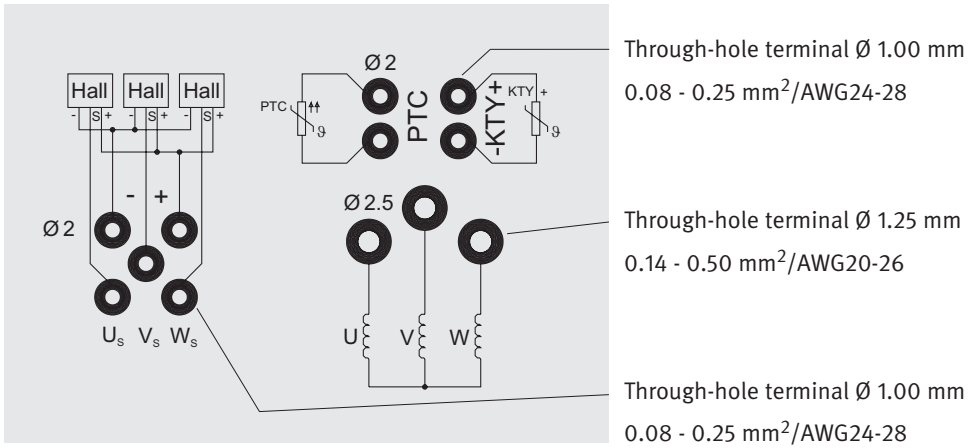 Through-hole terminal Ø 1.00 mm
0.08 - 0.25 mm²/AWG24-28
Ø 2
Hall Hall Hall
- S + - S + - S +
PTC
ϑ
PTC
-KTY+
KTY +
ϑ
- +
Ø 2
Ø 2.5
Through-hole terminal Ø 1.25 mm
0.14 - 0.50 mm²/AWG20-26
Us Vs Ws
U V W
Through-hole terminal Ø 1.00 mm
0.08 - 0.25 mm²/AWG24-28